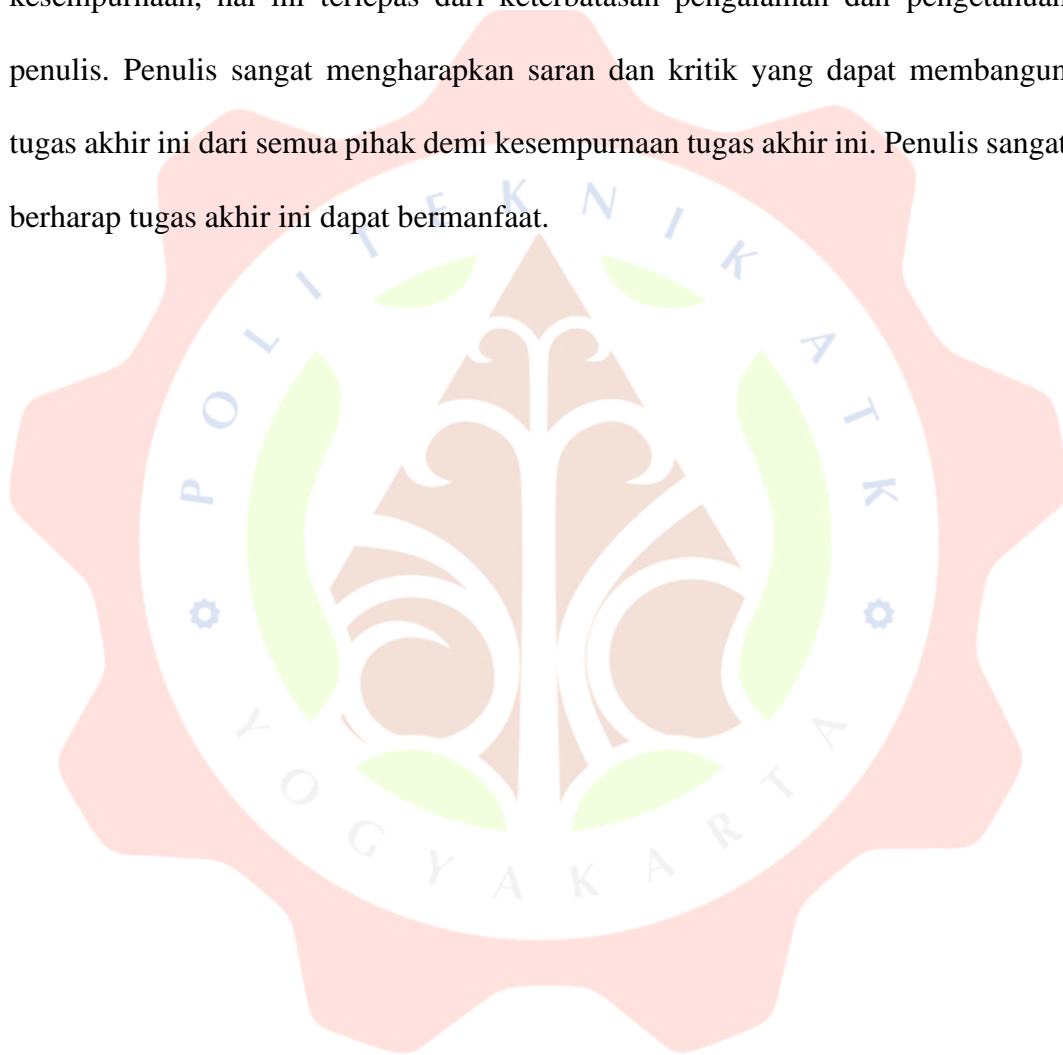 kesempurnaan, hal ini terlepas dari keterbatasan pengalaman dan pengetahuan
penulis. Penulis sangat mengharapkan saran dan kritik yang dapat membangun
tugas akhir ini dari semua pihak demi kesempurnaan tugas akhir ini. Penulis sangat
berharap tugas akhir ini dapat bermanfaat.
POLITEKNIK ATK
YOGYAKARTA